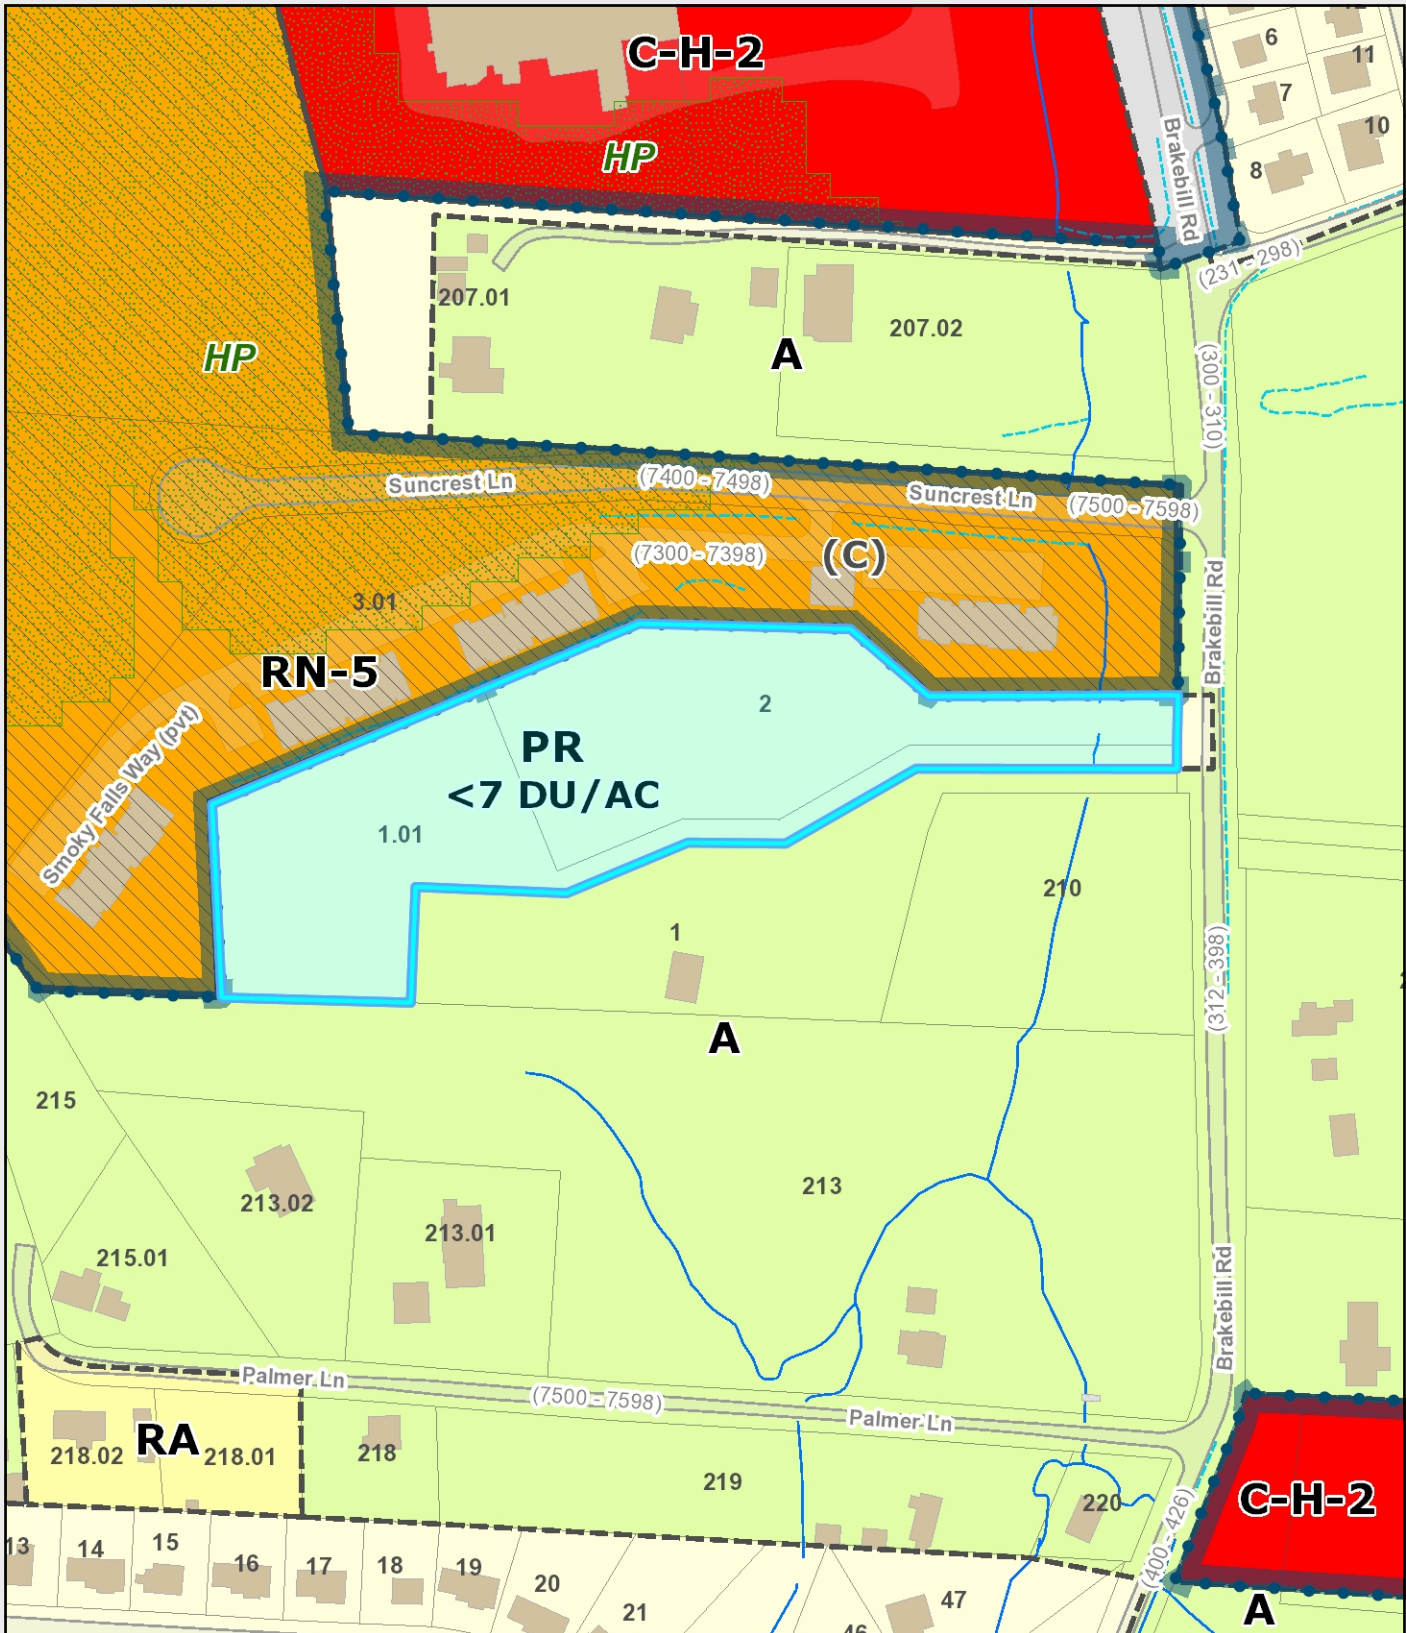 C-H-2
6
11
7
10
8
Brakebill Rd
HP
(231 - 298)
207.01
207.02
HP
A
(300 - 310)
Suncrest Ln
(7400 - 7498)
Suncrest Ln
(7500 - 7598)
(7300 - 7398)
(C)
3.01
Brakebill Rd
RN-5
2
PR
<7 DU/AC
Smoky Falls Way (pvt)
1.01
210
1
(312 - 398)
A
215
213
213.02
213.01
215.01
Brakebill Rd
Palmer Ln
(7500 - 7598)
Palmer Ln
RA
218.02
218.01
218
219
220
C-H-2
(400 - 426)
13
14
15
16
17
18
19
20
21
47
A